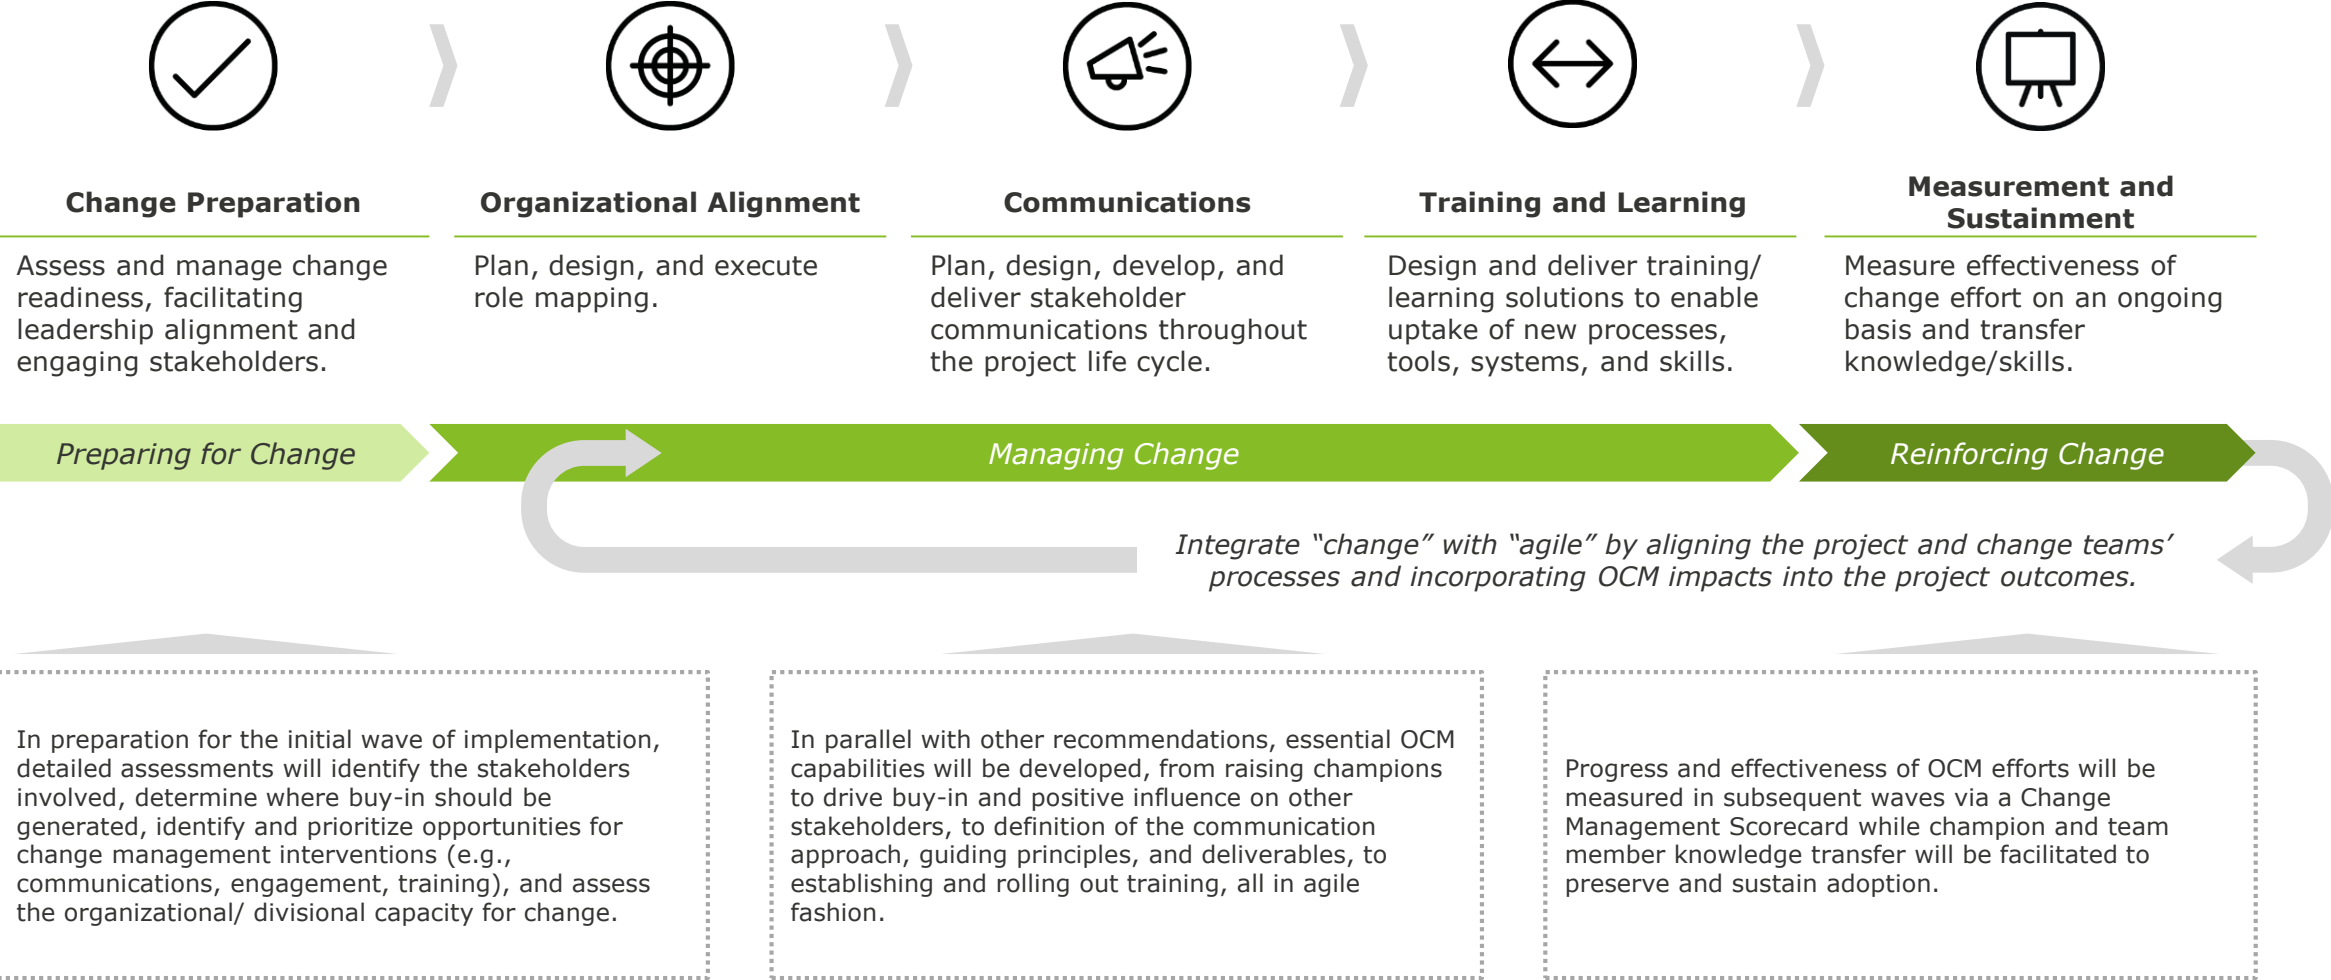 Change Preparation
Assess and manage change
readiness, facilitating
leadership alignment and
engaging stakeholders.
Organizational Alignment
Plan, design, and execute
role mapping.
Communications
Plan, design, develop, and
deliver stakeholder
communications throughout
the project life cycle.
Training and Learning
Design and deliver training/
learning solutions to enable
uptake of new processes,
tools, systems, and skills.
Measurement and
Sustainment
Measure effectiveness of
change effort on an ongoing
basis and transfer
knowledge/skills.
Preparing for Change
Managing Change
Reinforcing Change
Integrate “change” with “agile” by aligning the project and change teams’
processes and incorporating OCM impacts into the project outcomes.
In preparation for the initial wave of implementation,
detailed assessments will identify the stakeholders
involved, determine where buy-in should be
generated, identify and prioritize opportunities for
change management interventions (e.g.,
communications, engagement, training), and assess
the organizational/ divisional capacity for change.
In parallel with other recommendations, essential OCM
capabilities will be developed, from raising champions
to drive buy-in and positive influence on other
stakeholders, to definition of the communication
approach, guiding principles, and deliverables, to
establishing and rolling out training, all in agile
fashion.
Progress and effectiveness of OCM efforts will be
measured in subsequent waves via a Change
Management Scorecard while champion and team
member knowledge transfer will be facilitated to
preserve and sustain adoption.